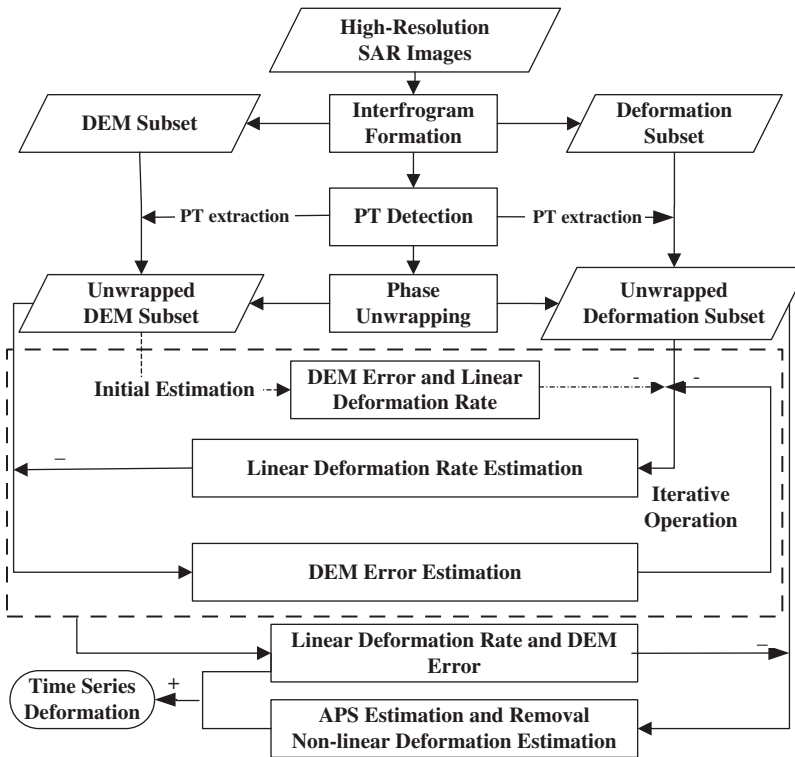 High-Resolution
SAR Images
DEM Subset
Interfrogram
Formation
Deformation
Subset
PT extraction
PT Detection
PT extraction
Unwrapped
DEM Subset
Phase
Unwrapping
Unwrapped
Deformation Subset
Initial Estimation
DEM Error and Linear
Deformation Rate
-
-
–
Linear Deformation Rate Estimation
Iterative
Operation
DEM Error Estimation
Linear Deformation Rate and DEM
Error
–
Time Series
Deformation
+
APS Estimation and Removal
Non-linear Deformation Estimation